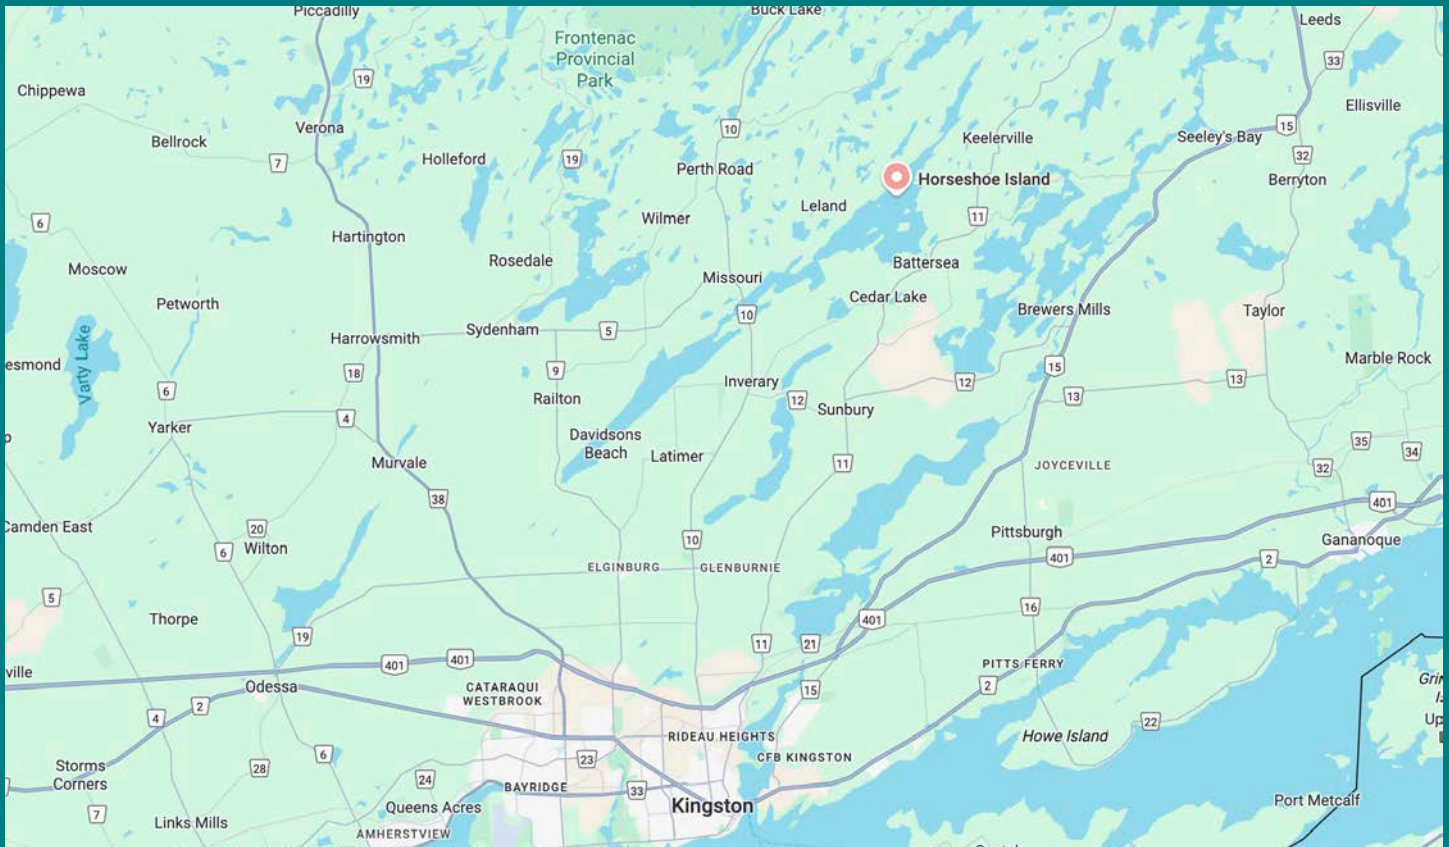 Piccadilly
Buck Lake
Leeds
Frontenac
Provincial
Park
33
19
Chippewa
Ellisville
Verona
10
Keelerville
Seeley's Bay
15
Bellrock
7
Holleford
19
Perth Road
32
Horseshoe Island
Berryton
6
Wilmer
Leland
11
Hartington
Moscow
Rosedale
Missouri
Battersea
Petworth
Cedar Lake
10
Brewers Mills
Taylor
Harrowsmith
Sydenham
5
Varty Lake
esmond
18
9
15
Marble Rock
6
Inverary
12
13
13
Railton
12
Sunbury
4
Yarker
Davidsons
Beach
Latimer
35
34
Murvale
11
JOYCEVILLE
32
38
401
Camden East
20
Wilton
6
10
Pittsburgh
401
2
Gananoque
ELGINBURG
GLENBURNIE
5
Thorpe
16
19
401
11
21
ville
401
401
PITTS FERRY
Odessa
CATARAQUI
WESTBROOK
15
2
2
4
22
Howe Island
RIDEAU HEIGHTS
6
23
CFB KINGSTON
Storms
Corners
28
24
BAYRIDGE
33
7
Queens Acres
Kingston
Port Metcalf
Links Mills
AMHERSTVIEW